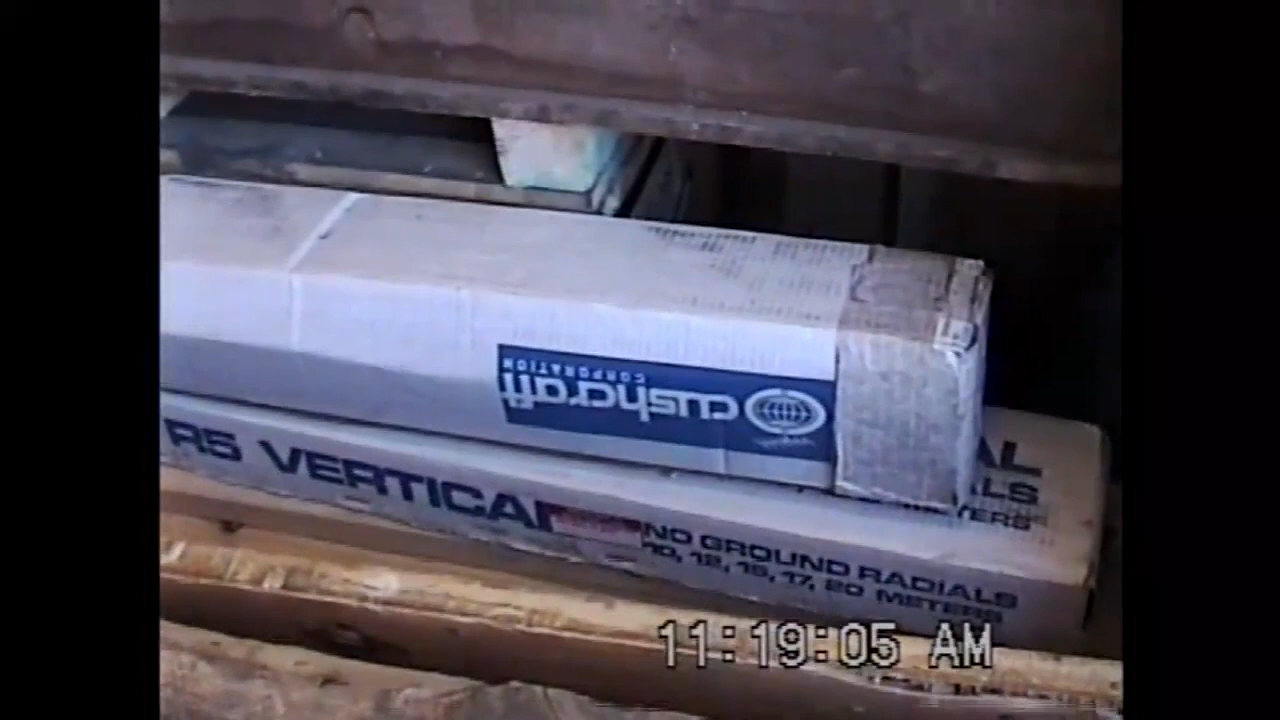 cushcraft
CORPORATION
R5 VERTICAL
NO GROUND RADIALS
10, 12, 15, 17, 20 METERS
11:19:05 AM